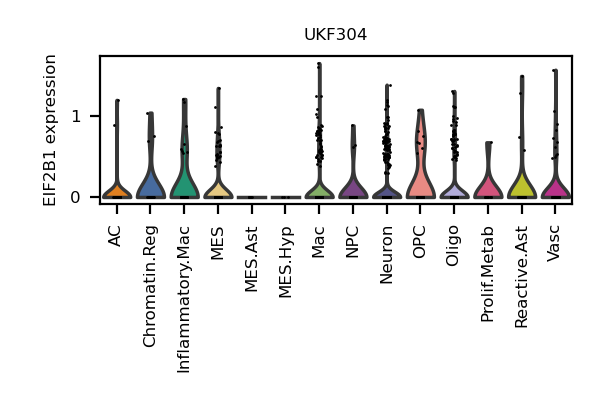 UKF304
EIF2B1 expression
1
0
AC
Chromatin.Reg
Inflammatory.Mac
MES
MES.Ast
MES.Hyp
Mac
NPC
Neuron
OPC
Oligo
Prolif.Metab
Reactive.Ast
Vasc